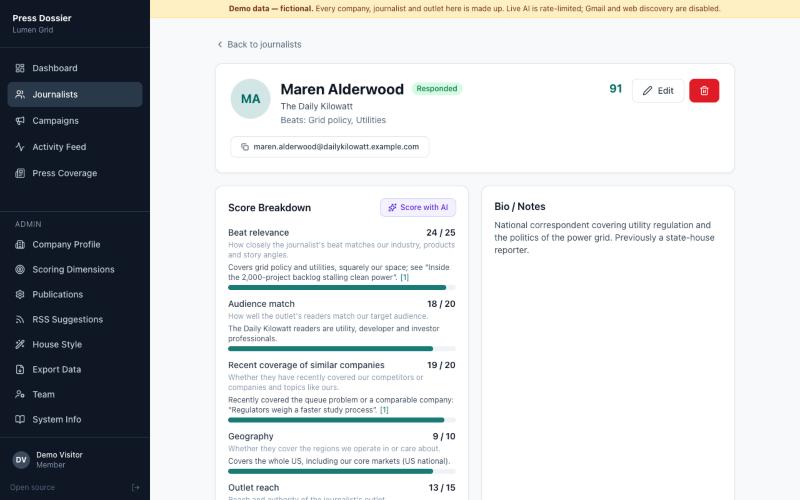 Demo data — fictional. Every company, journalist and outlet here is made up. Live AI is rate-limited; Gmail and web discovery are disabled.
Press Dossier
Lumen Grid
Dashboard
Journalists
Campaigns
Activity Feed
Press Coverage
ADMIN
Company Profile
Scoring Dimensions
Publications
RSS Suggestions
House Style
Export Data
Team
System Info
DV
Demo Visitor
Member
Open source
Back to journalists
MA
Maren Alderwood
Responded
The Daily Kilowatt
Beats: Grid policy, Utilities
91
Edit
maren.alderwood@dailykilowatt.example.com
Score Breakdown
Score with AI
Beat relevance 24 / 25
How closely the journalist's beat matches our industry, products
and story angles.
Covers grid policy and utilities, squarely our space; see "Inside
the 2,000-project backlog stalling clean power". [1]
Audience match 18 / 20
How well the outlet's readers match our target audience.
The Daily Kilowatt readers are utility, developer and investor
professionals.
Recent coverage of similar companies 19 / 20
Whether they have recently covered our competitors or
companies and topics like ours.
Recently covered the queue problem or a comparable company:
"Regulators weigh a faster study process". [1]
Geography 9 / 10
Whether they cover the regions we operate in or care about.
Covers the whole US, including our core markets (US national).
Outlet reach 13 / 15
Reach and authority of the journalist's outlet.
Bio / Notes
National correspondent covering utility regulation and
the politics of the power grid. Previously a state-house
reporter.